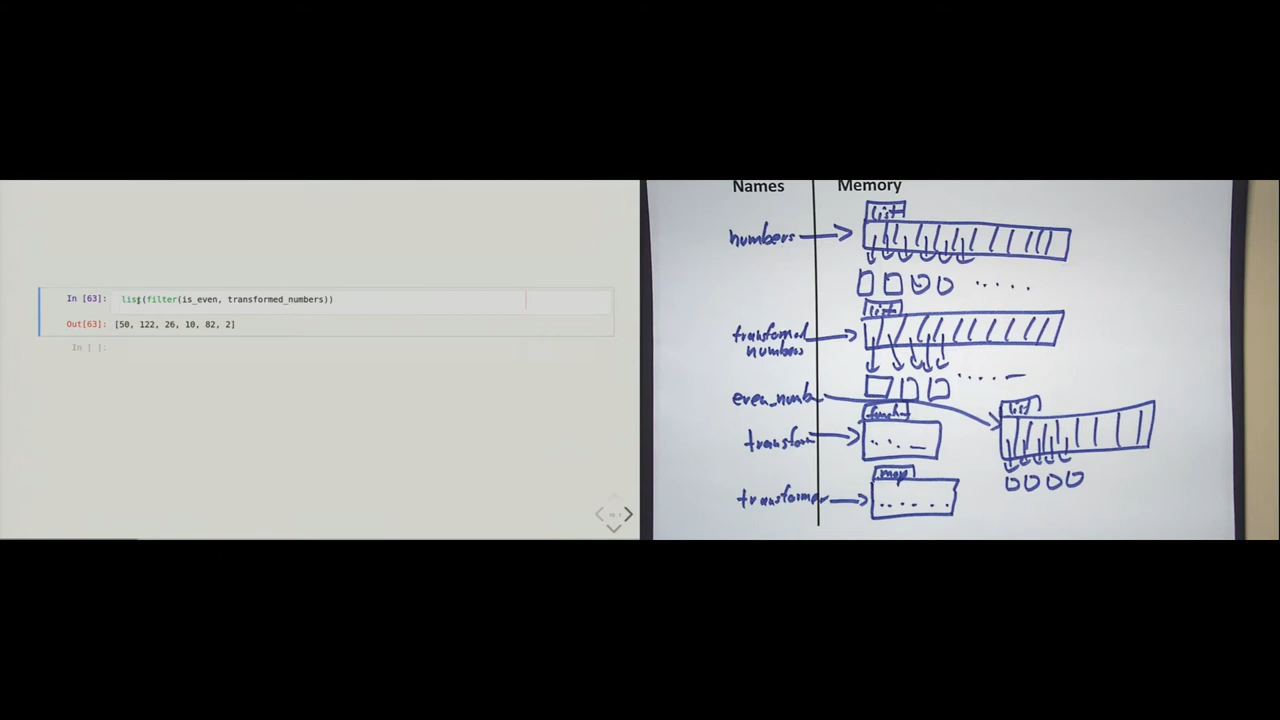 In [63]: list(filter(is_even, transformed_numbers))
Out[63]: [50, 122, 26, 10, 82, 2]
In [ ]:
Names Memory
list
numbers
list
transformed
numbers
even_numb
list
transform
map
transformer